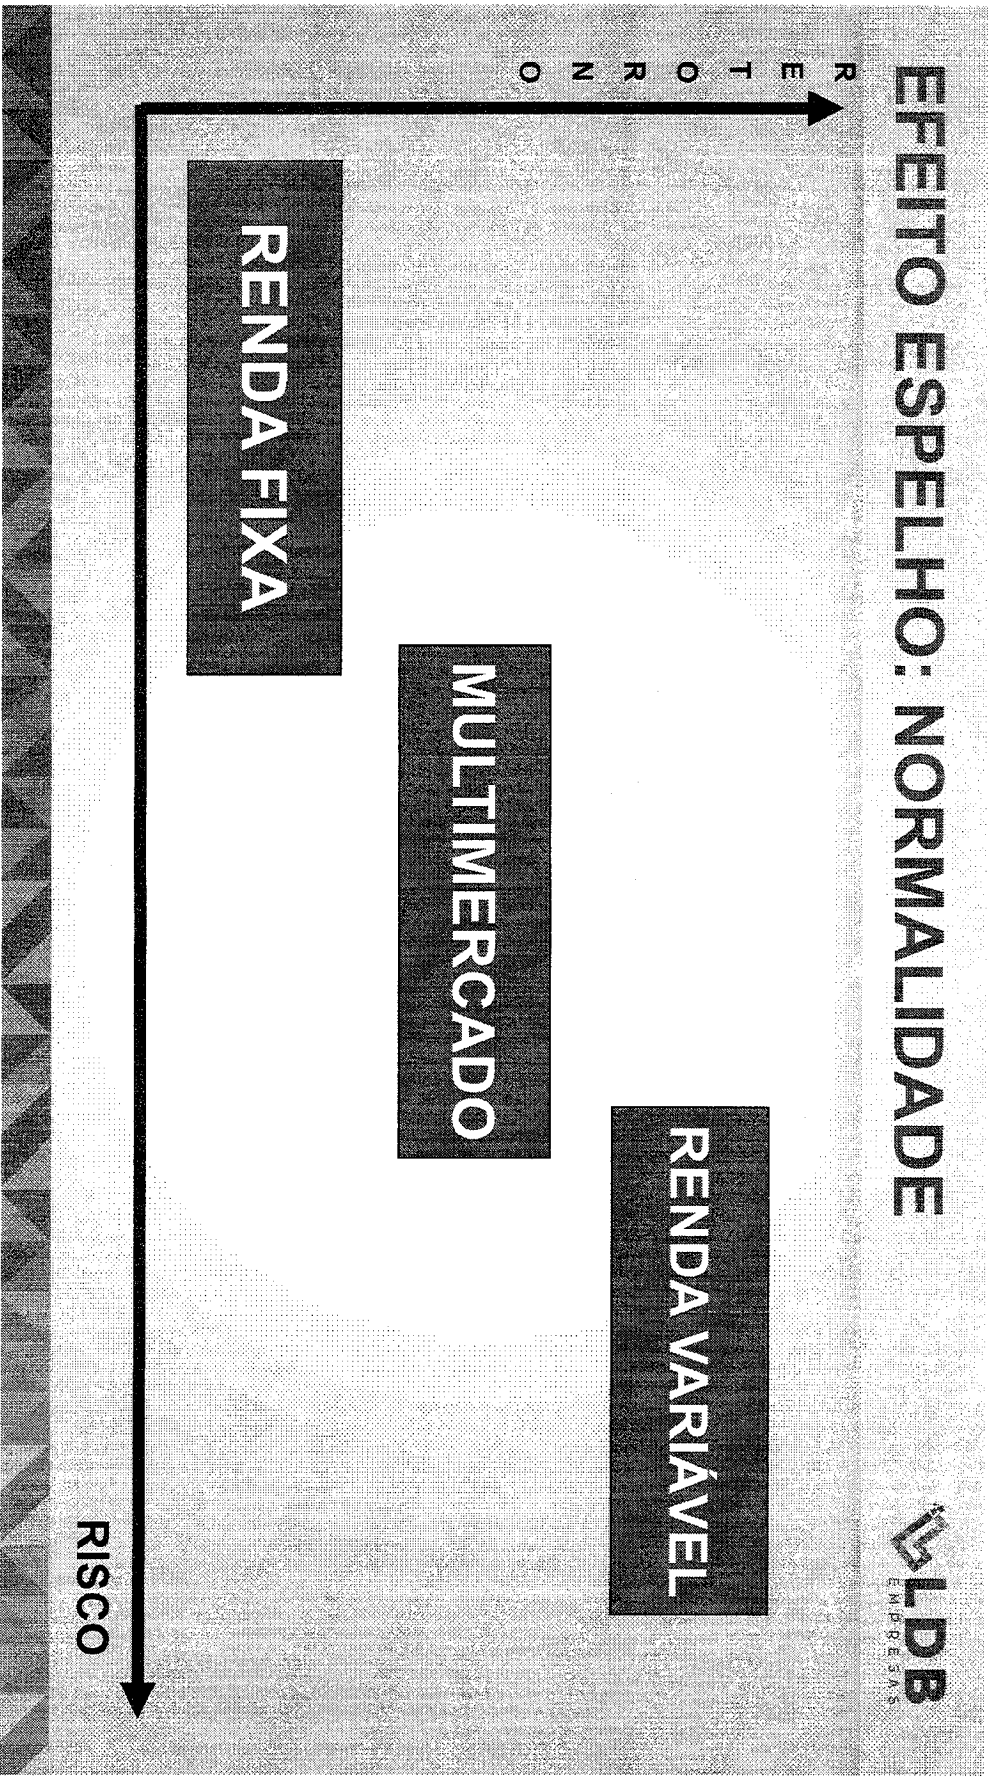 EFEITO ESPELHO: NORMALIDADE
LDB
EMPRESAS
RETORNO
RENDA VARIÁVEL
MULTIMERCADO
RENDA FIXA
RISCO